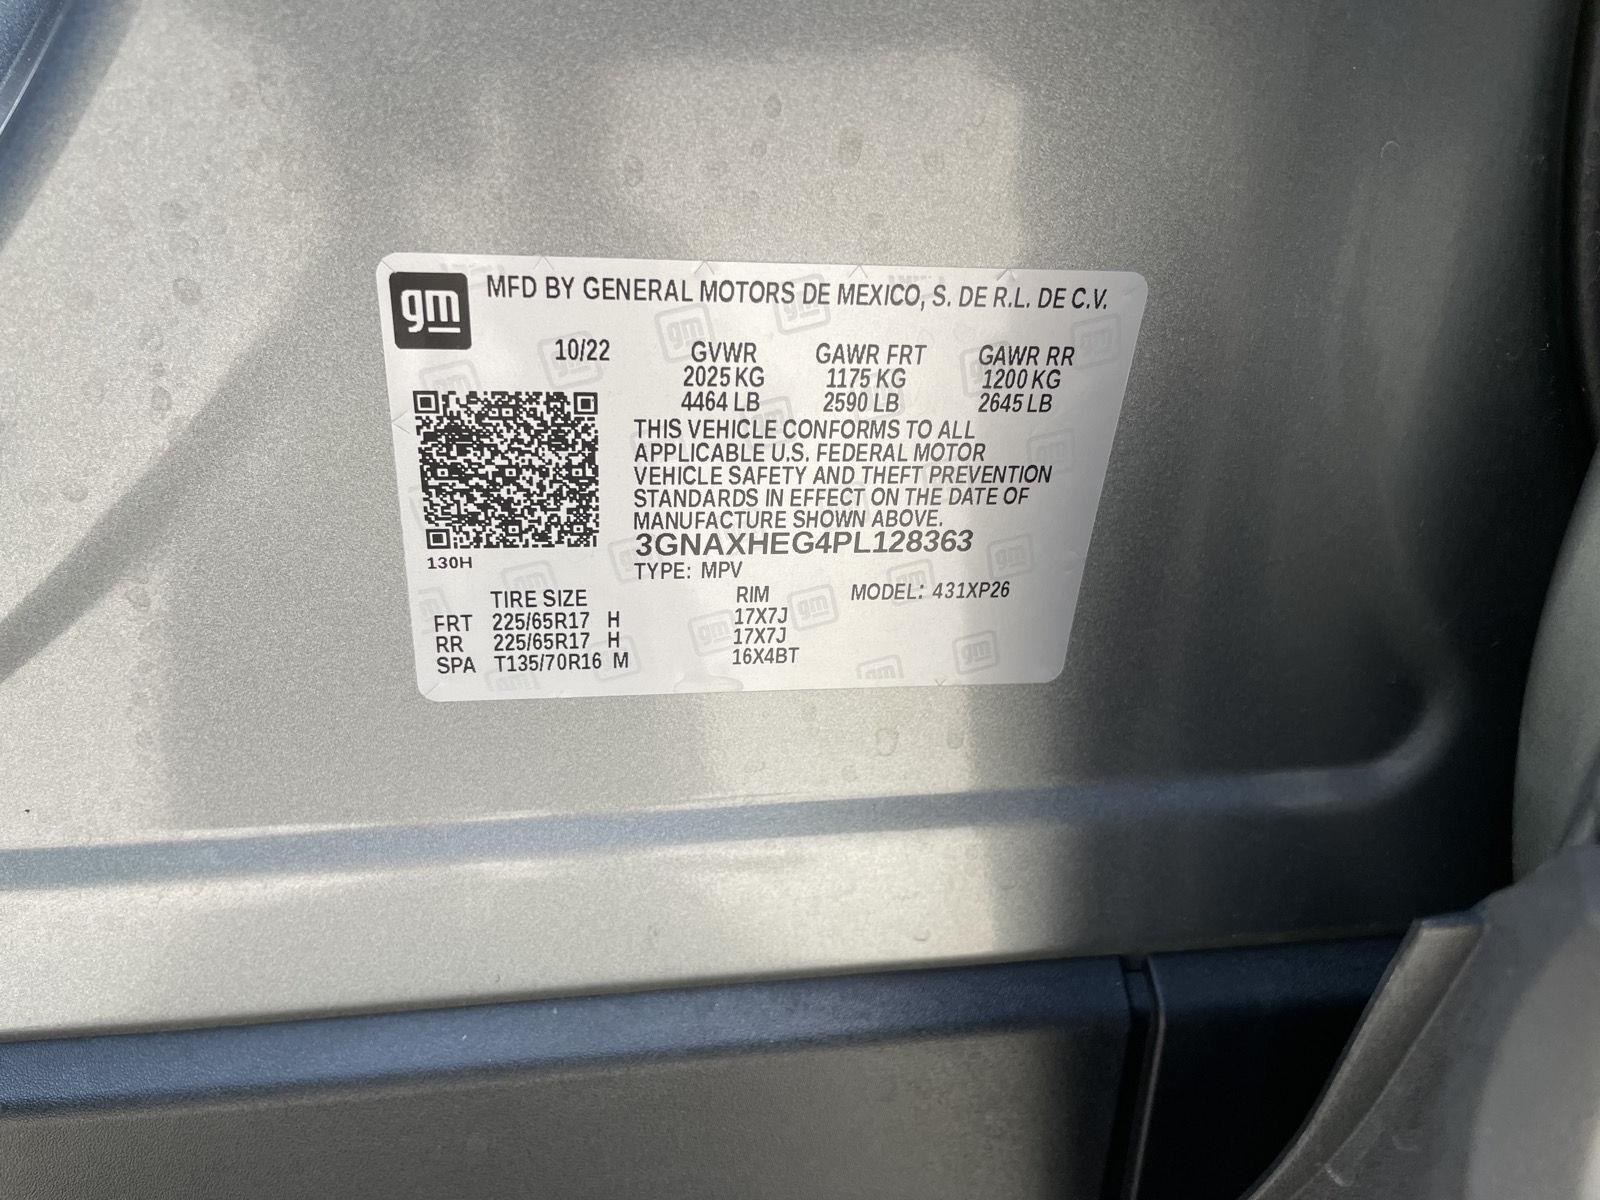 gm
MFD BY GENERAL MOTORS DE MEXICO, S. DE R.L. DE C.V.
10/22 GVWR GAWR FRT GAWR RR
2025 KG 1175 KG 1200 KG
4464 LB 2590 LB 2645 LB
THIS VEHICLE CONFORMS TO ALL
APPLICABLE U.S. FEDERAL MOTOR
VEHICLE SAFETY AND THEFT PREVENTION
STANDARDS IN EFFECT ON THE DATE OF
MANUFACTURE SHOWN ABOVE.
3GNAXHEG4PL128363
130H
TYPE: MPV
TIRE SIZE RIM MODEL: 431XP26
FRT 225/65R17 H 17X7J
RR 225/65R17 H 17X7J
SPA T135/70R16 M 16X4BT